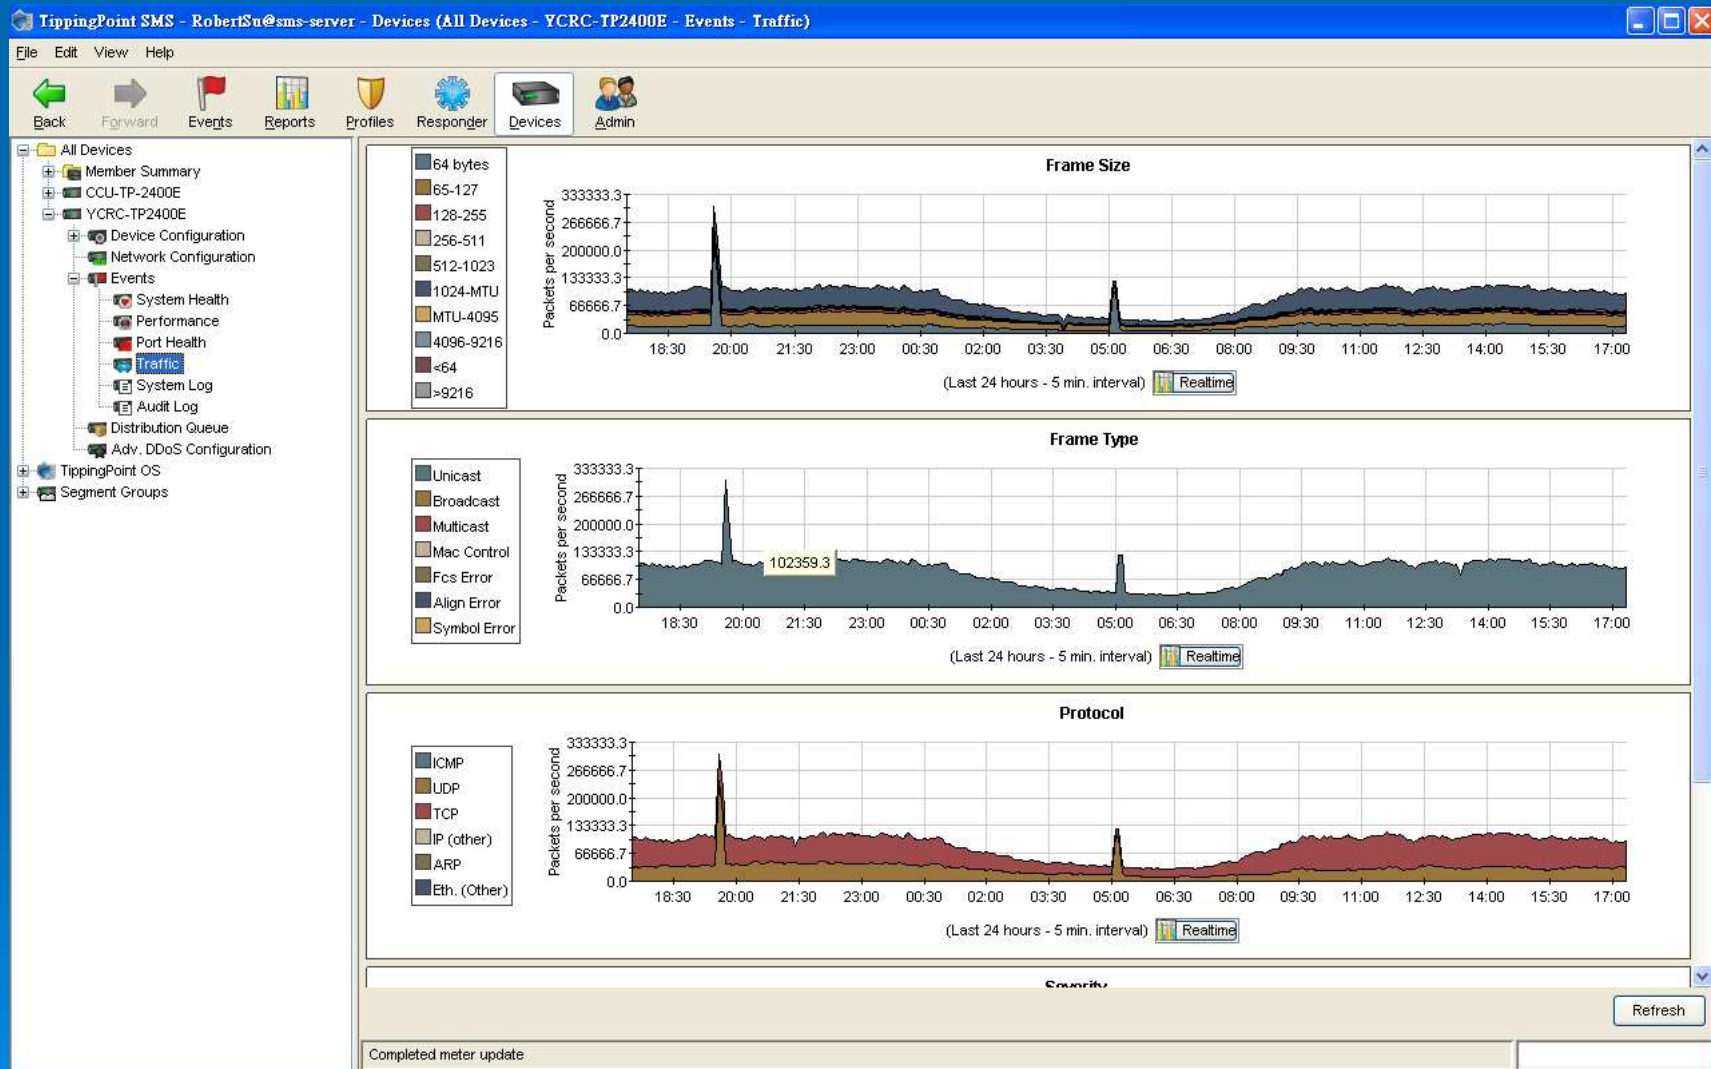 TippingPoint SMS - RobertSu@sms-server - Devices (All Devices - YCRC-TP2400E - Events - Traffic)
File Edit View Help
Back Forward Events Reports Profiles Responder Devices Admin
All Devices
Member Summary
CCU-TP-2400E
YCRC-TP2400E
Device Configuration
Network Configuration
Events
System Health
Performance
Port Health
Traffic
System Log
Audit Log
Distribution Queue
Adv. DDoS Configuration
TippingPoint OS
Segment Groups
Frame Size
64 bytes
65-127
128-255
256-511
512-1023
1024-MTU
MTU-4095
4096-9216
<64
>9216
Packets per second
333333.3
266666.7
200000.0
133333.3
66666.7
0.0
18:30 20:00 21:30 23:00 00:30 02:00 03:30 05:00 06:30 08:00 09:30 11:00 12:30 14:00 15:30 17:00
(Last 24 hours - 5 min. interval) Realtime
Frame Type
Unicast
Broadcast
Multicast
Mac Control
Fcs Error
Align Error
Symbol Error
Packets per second
333333.3
266666.7
200000.0
133333.3
66666.7
0.0
102359.3
18:30 20:00 21:30 23:00 00:30 02:00 03:30 05:00 06:30 08:00 09:30 11:00 12:30 14:00 15:30 17:00
(Last 24 hours - 5 min. interval) Realtime
Protocol
ICMP
UDP
TCP
IP (other)
ARP
Eth. (Other)
Packets per second
333333.3
266666.7
200000.0
133333.3
66666.7
0.0
18:30 20:00 21:30 23:00 00:30 02:00 03:30 05:00 06:30 08:00 09:30 11:00 12:30 14:00 15:30 17:00
(Last 24 hours - 5 min. interval) Realtime
Severity
Refresh
Completed meter update